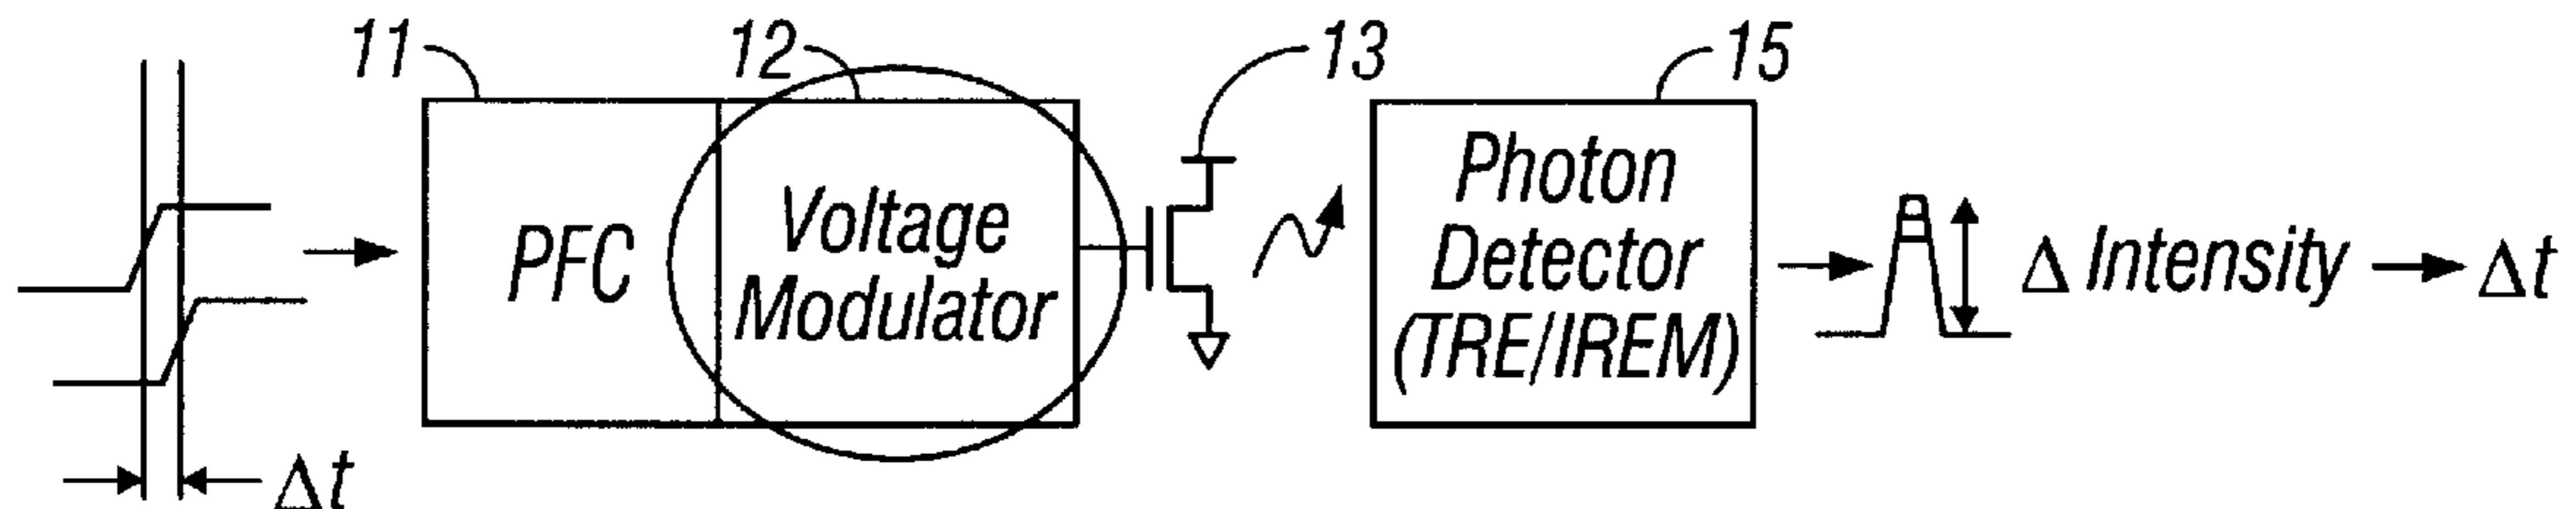 11
12
13
15
PFC
Voltage
Modulator
Photon
Detector
(TRE/IREM)
Δ Intensity
Δt
Δt